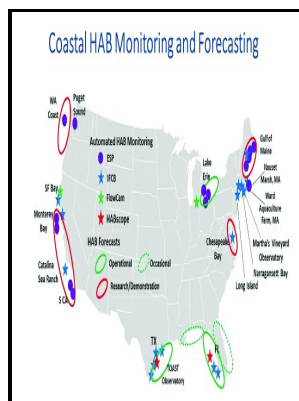 Coastal HAB Monitoring and Forecasting
WA
Coast
Puget
Sound
Automated HAB Monitoring
ESP
IFCB
FlowCam
HABscope
HAB Forecasts
Operational
Occasional
Research/Demonstration
SF Bay
Monterey
Bay
Catalina
Sea Ranch
S CA
Lake
Erie
Gulf of
Maine
Nauset
Marsh, MA
Ward
Aquaculture
Farm, MA
Martha's Vineyard
Observatory
Narragansett Bay
Long Island
Chesapeake
Bay
TX
TOAST
Observatory
FL